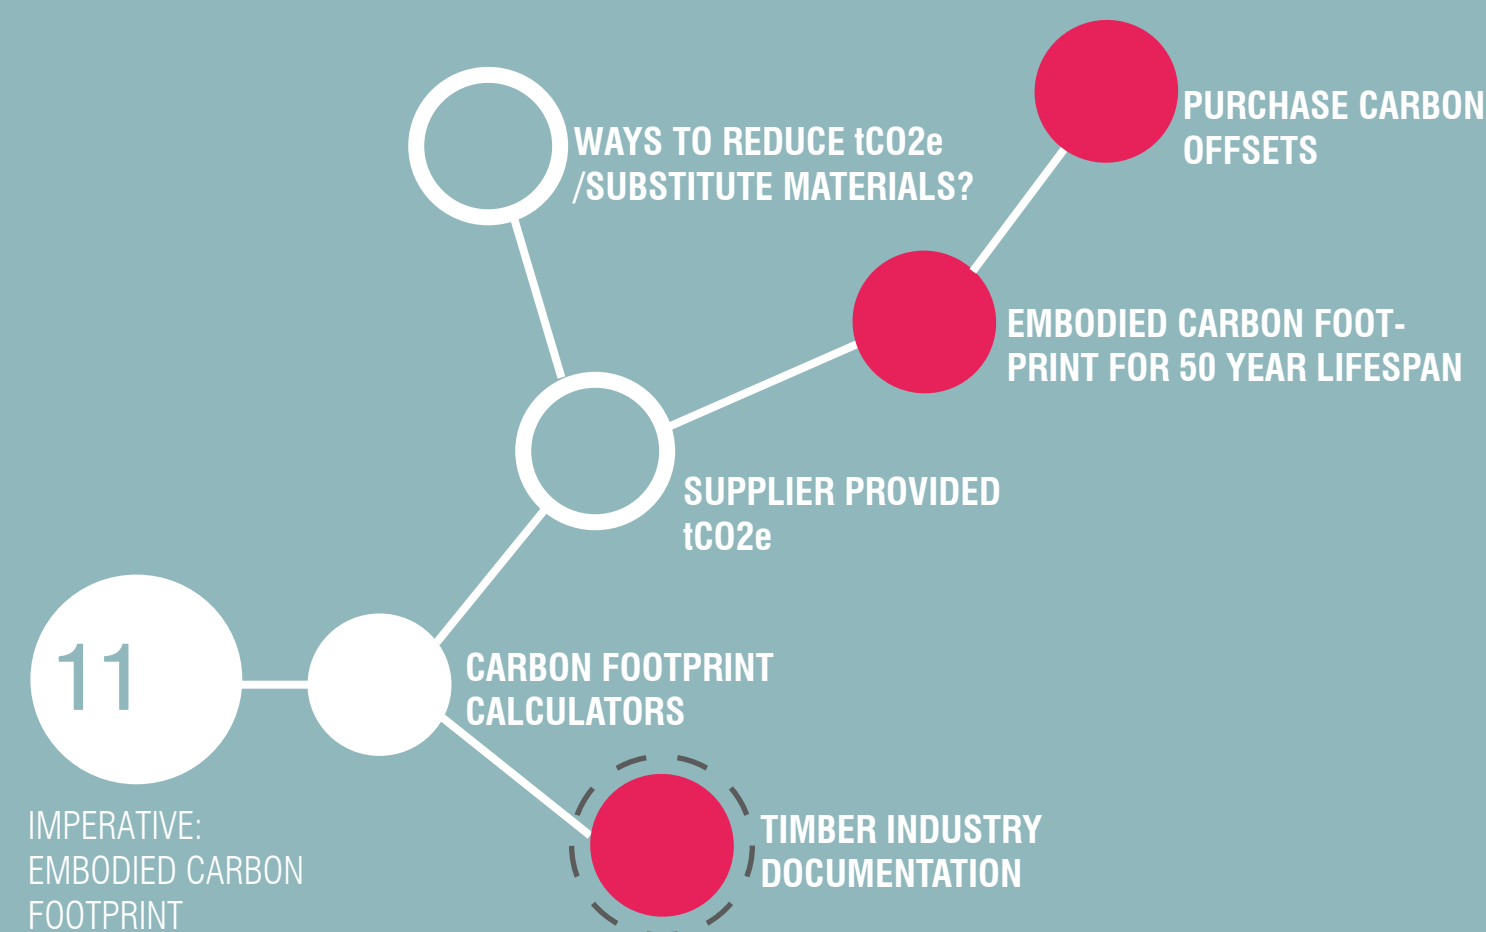 PURCHASE CARBON
OFFSETS
WAYS TO REDUCE tCO2e
/SUBSTITUTE MATERIALS?
EMBODIED CARBON FOOT-
PRINT FOR 50 YEAR LIFESPAN
SUPPLIER PROVIDED
tCO2e
11
CARBON FOOTPRINT
CALCULATORS
IMPERATIVE:
EMBODIED CARBON
FOOTPRINT
TIMBER INDUSTRY
DOCUMENTATION